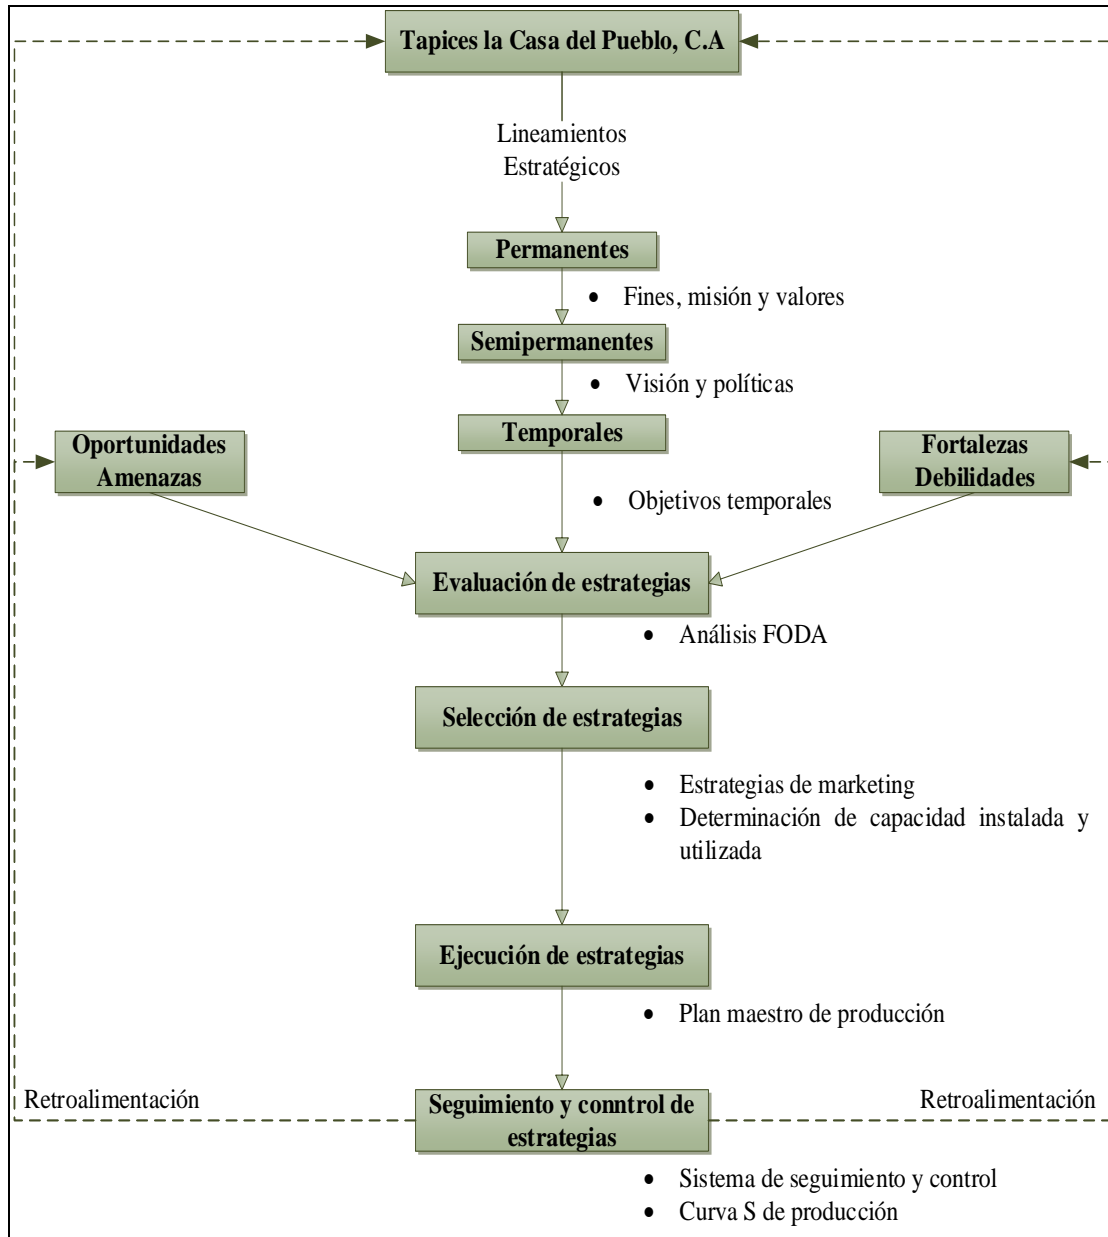 Tapices la Casa del Pueblo, C.A
Lineamientos
Estratégicos
Permanentes
• Fines, misión y valores
Semipermanentes
• Visión y políticas
Temporales
Oportunidades
Amenazas
Fortalezas
Debilidades
• Objetivos temporales
Evaluación de estrategias
• Análisis FODA
Selección de estrategias
• Estrategias de marketing
• Determinación de capacidad instalada y
utilizada
Ejecución de estrategias
• Plan maestro de producción
Retroalimentación
Seguimiento y conntrol de
estrategias
Retroalimentación
• Sistema de seguimiento y control
• Curva S de producción